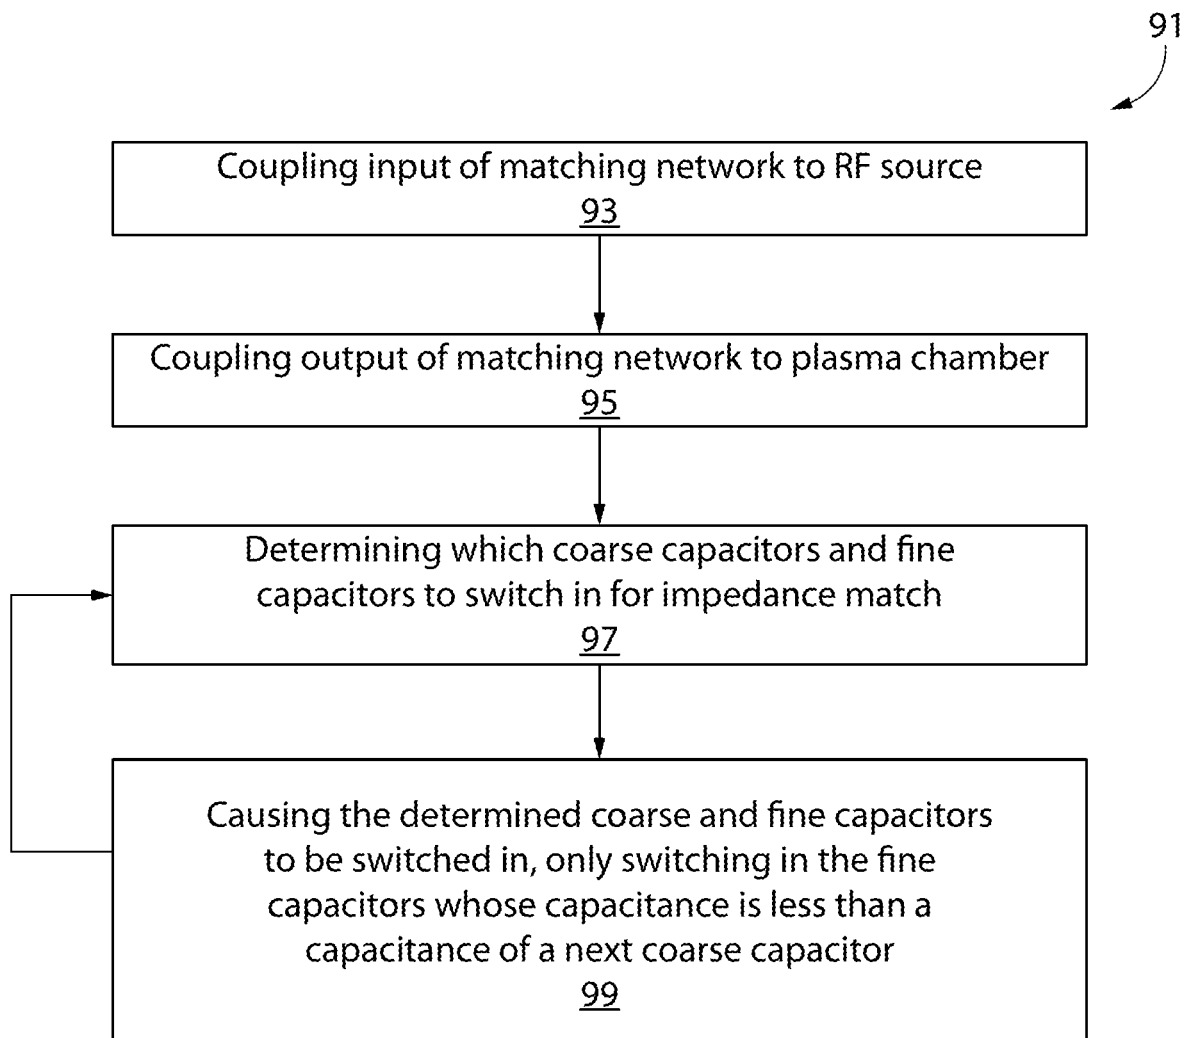 91
Coupling input of matching network to RF source
93
Coupling output of matching network to plasma chamber
95
Determining which coarse capacitors and fine
capacitors to switch in for impedance match
97
Causing the determined coarse and fine capacitors
to be switched in, only switching in the fine
capacitors whose capacitance is less than a
capacitance of a next coarse capacitor
99